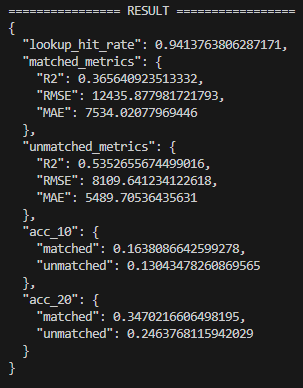 ================ RESULT =================
{
  "lookup_hit_rate": 0.9413763806287171,
  "matched_metrics": {
    "R2": 0.365640923513332,
    "RMSE": 12435.877981721793,
    "MAE": 7534.02077969446
  },
  "unmatched_metrics": {
    "R2": 0.5352655674499016,
    "RMSE": 8109.641234122618,
    "MAE": 5489.70536435631
  },
  "acc_10": {
    "matched": 0.1638086642599278,
    "unmatched": 0.13043478260869565
  },
  "acc_20": {
    "matched": 0.3470216606498195,
    "unmatched": 0.2463768115942029
  }
}